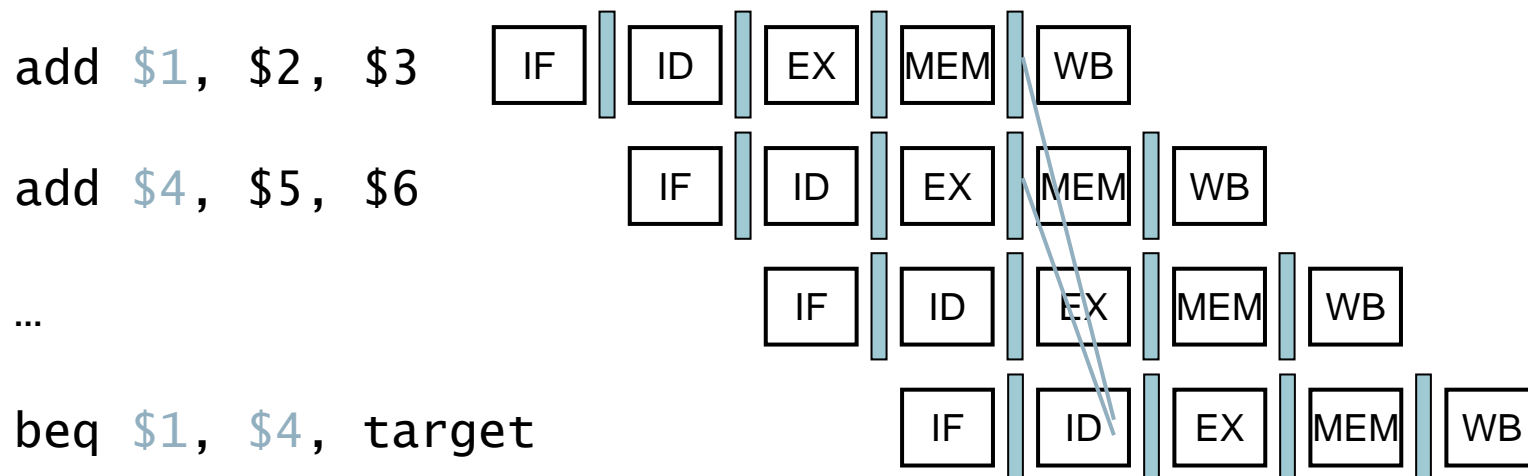 add $1, $2, $3 IF ID EX MEM WB
add $4, $5, $6 IF ID EX MEM WB
… IF ID EX MEM WB
beq $1, $4, target IF ID EX MEM WB